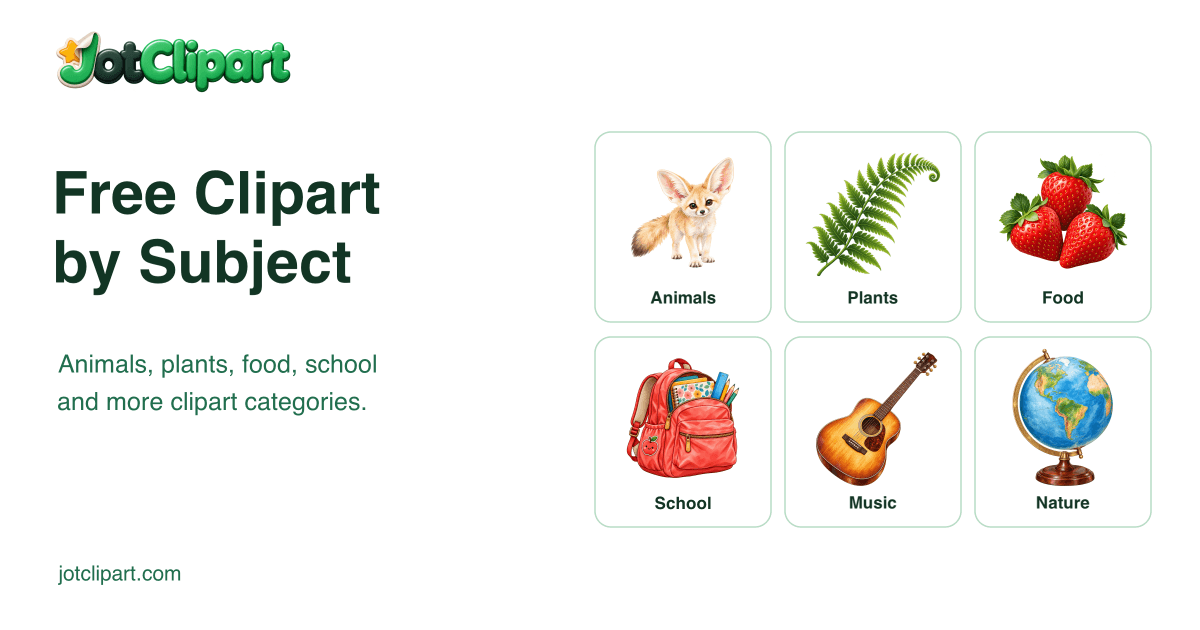 JotClipart
Free Clipart
by Subject
Animals, plants, food, school
and more clipart categories.
jotclipart.com
Animals
Plants
Food
School
Music
Nature